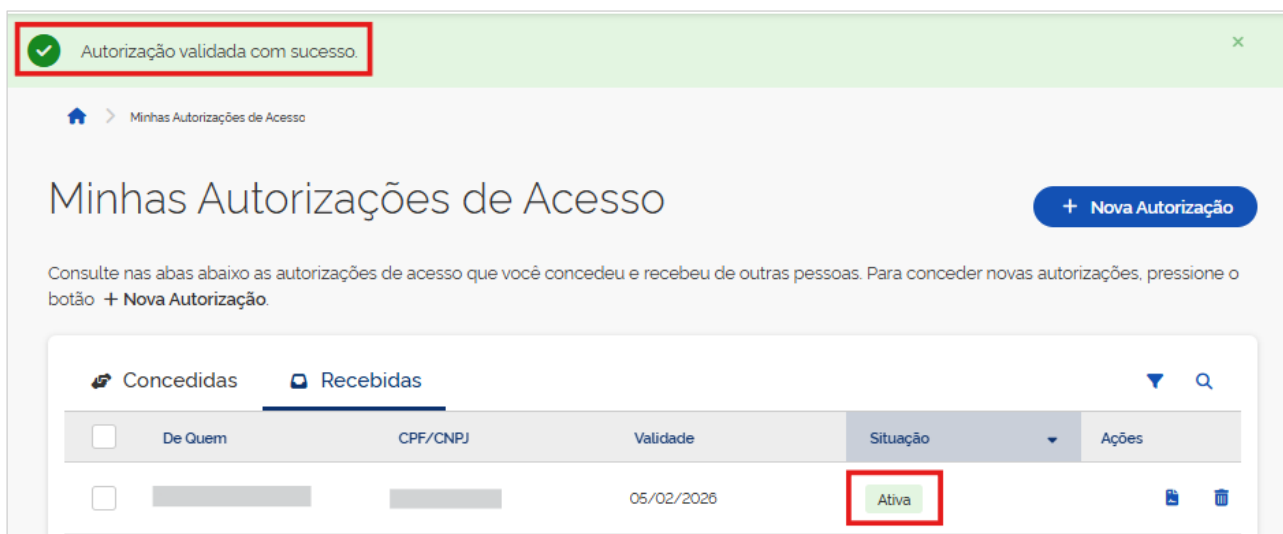 Autorização validada com sucesso.
×
Minhas Autorizações de Acesso
Minhas Autorizações de Acesso
+ Nova Autorização
Consulte nas abas abaixo as autorizações de acesso que você concedeu e recebeu de outras pessoas. Para conceder novas autorizações, pressione o
botão + Nova Autorização.
Concedidas Recebidas
De Quem CPF/CNPJ Validade Situação Ações
05/02/2026 Ativa